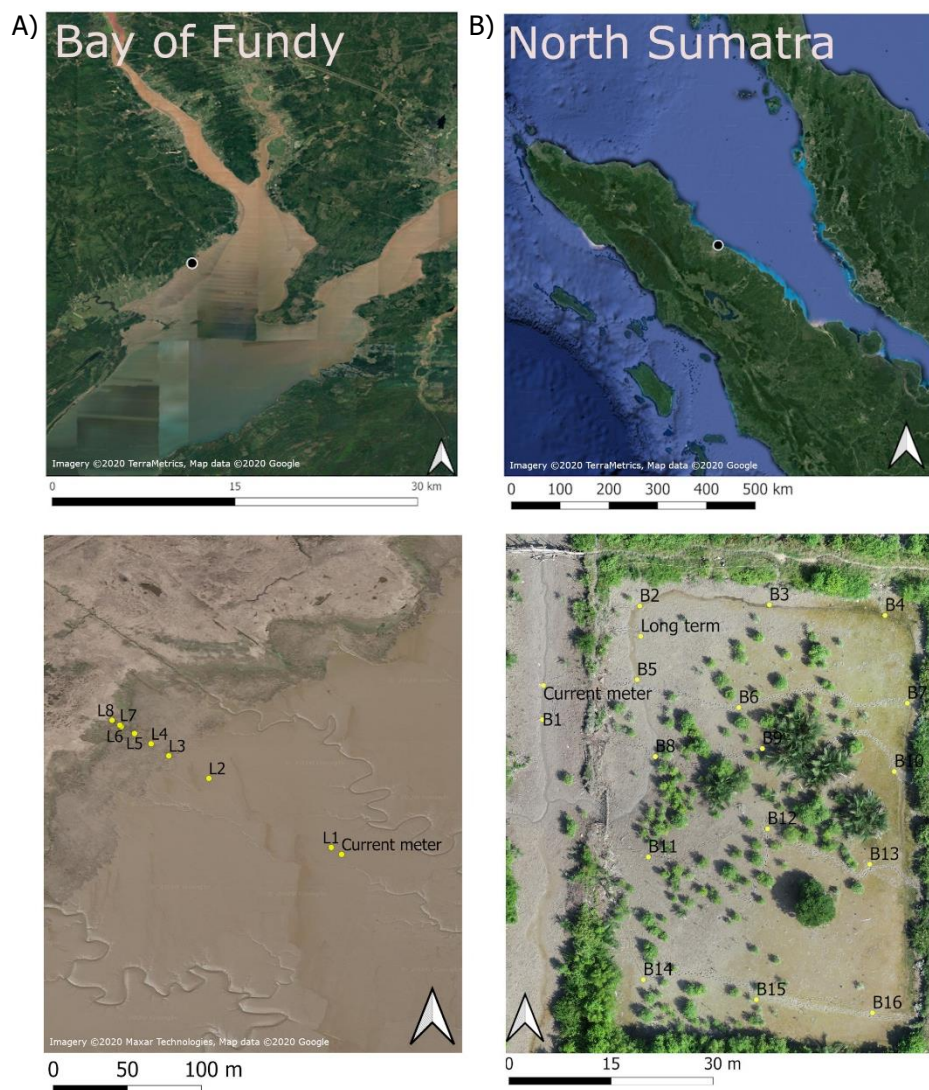 A)
Bay of Fundy
B)
North Sumatra
Imagery ©2020 TerraMetrics, Map data ©2020 Google
Imagery ©2020 TerraMetrics, Map data ©2020 Google
0 15 30 km
0 100 200 300 400 500 km
L8
L7
L6
L5
L4
L3
L2
L1
Current meter
Imagery ©2020 Maxar Technologies, Map data ©2020 Google
0 50 100 m
B2
B3
B4
Long term
B5
Current meter
B6
B7
B1
B9
B8
B10
B12
B11
B13
B14
B15
B16
0 15 30 m